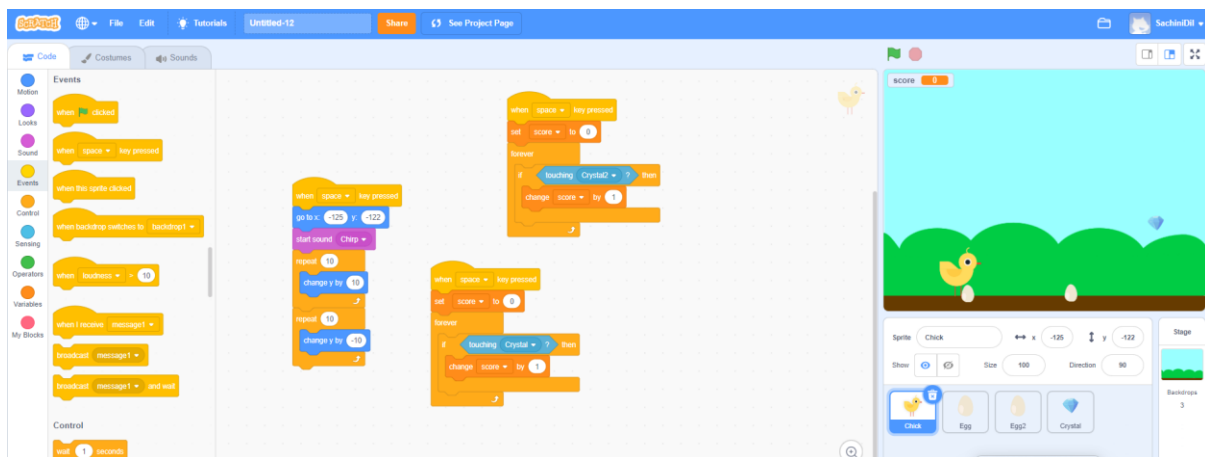 SCRATCH File Edit Tutorials Untitled-12 Share See Project Page SachiniDil
Code Costumes Sounds
Motion
Looks
Sound
Events
Control
Sensing
Operators
Variables
My Blocks
Events
when clicked
when space key pressed
when this sprite clicked
when backdrop switches to backdrop1
when loudness > 10
when I receive message1
broadcast message1
broadcast message1 and wait
Control
wait 1 seconds
when space key pressed
go to x: -125 y: -122
start sound Chirp
repeat 10
change y by 10
repeat 10
change y by -10
when space key pressed
set score to 0
forever
if touching Crystal2 ? then
change score by 1
when space key pressed
set score to 0
forever
if touching Crystal ? then
change score by 1
score 0
Sprite Chick x -125 y -122
Show Size 100 Direction 90
Chick Egg Egg2 Crystal
Stage
Backdrops
3